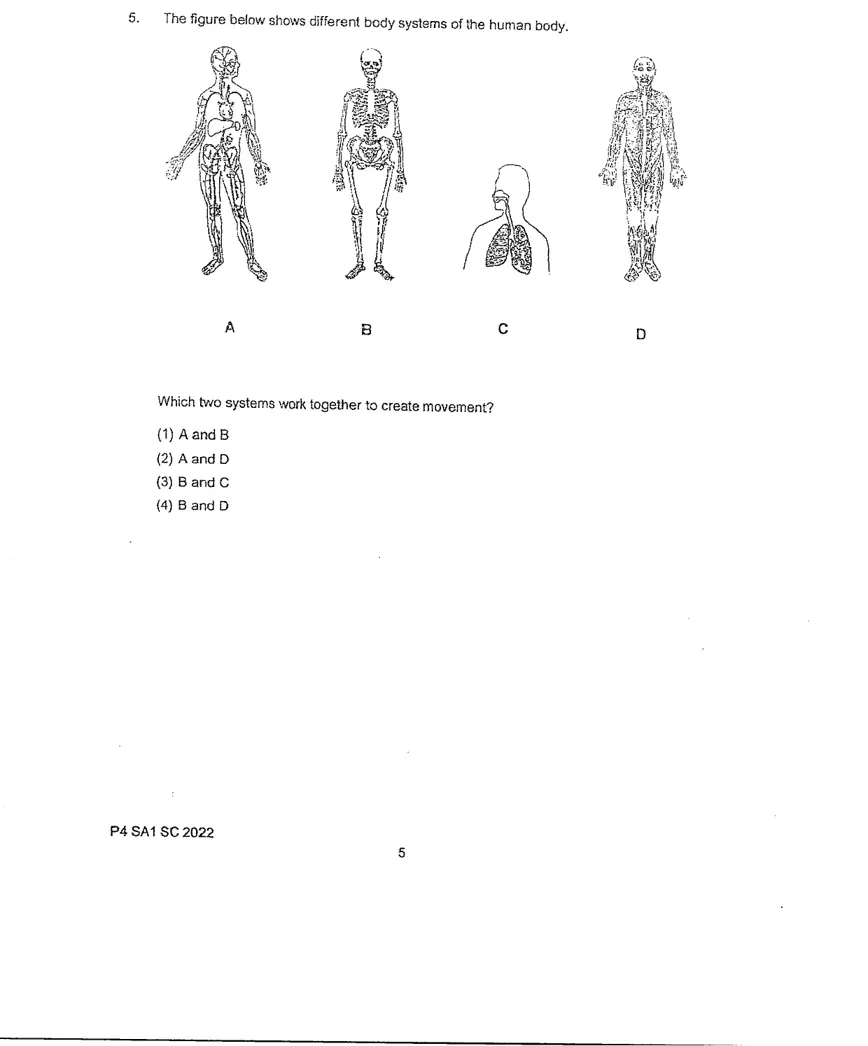 5. The figure below shows different body systems of the human body.
A B C D
Which two systems work together to create movement?
(1) A and B
(2) A and D
(3) B and C
(4) B and D
P4 SA1 SC 2022
5